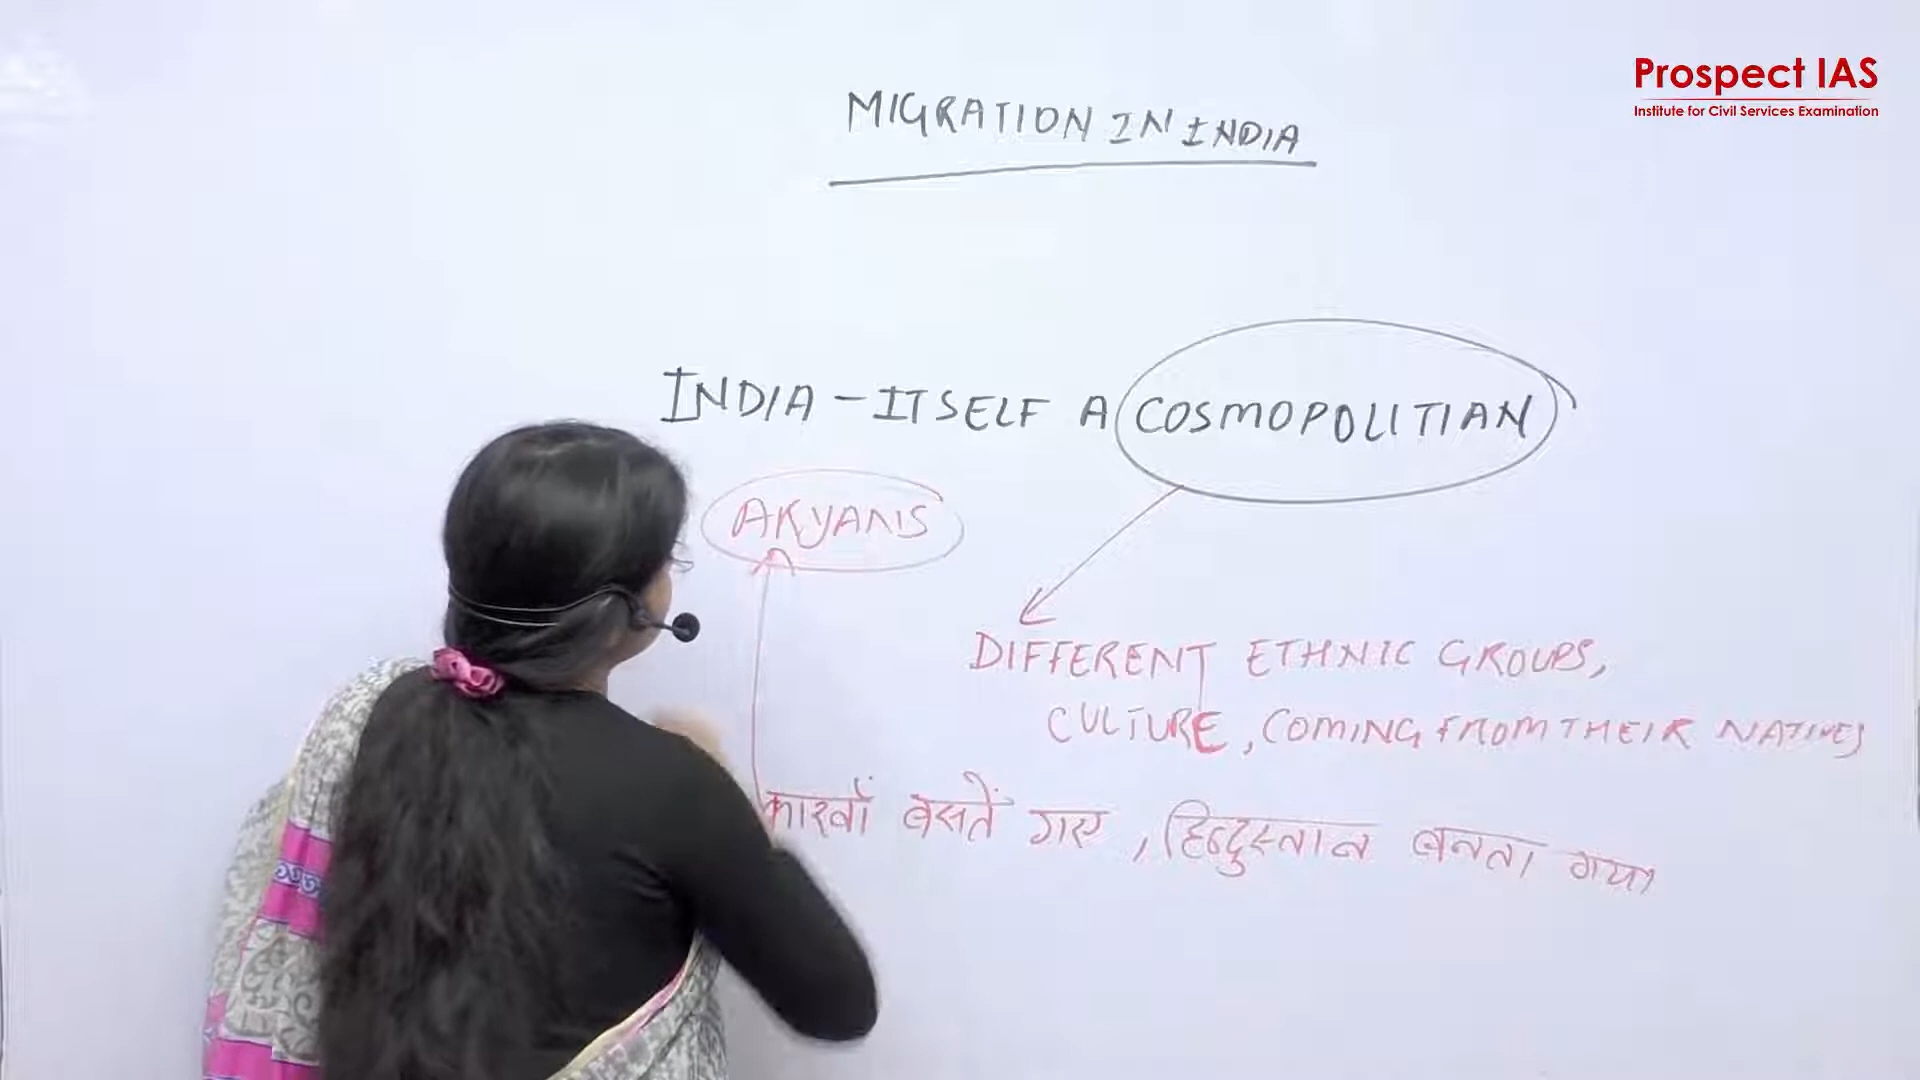 Prospect IAS
Institute for Civil Services Examination
MIGRATION IN INDIA
INDIA - ITSELF A COSMOPOLITIAN
ARYANS
DIFFERENT ETHNIC GROUPS,
CULTURE, COMING FROM THEIR NATIVES
कारवाँ बसतें गए, हिन्दुस्तान बनता गया